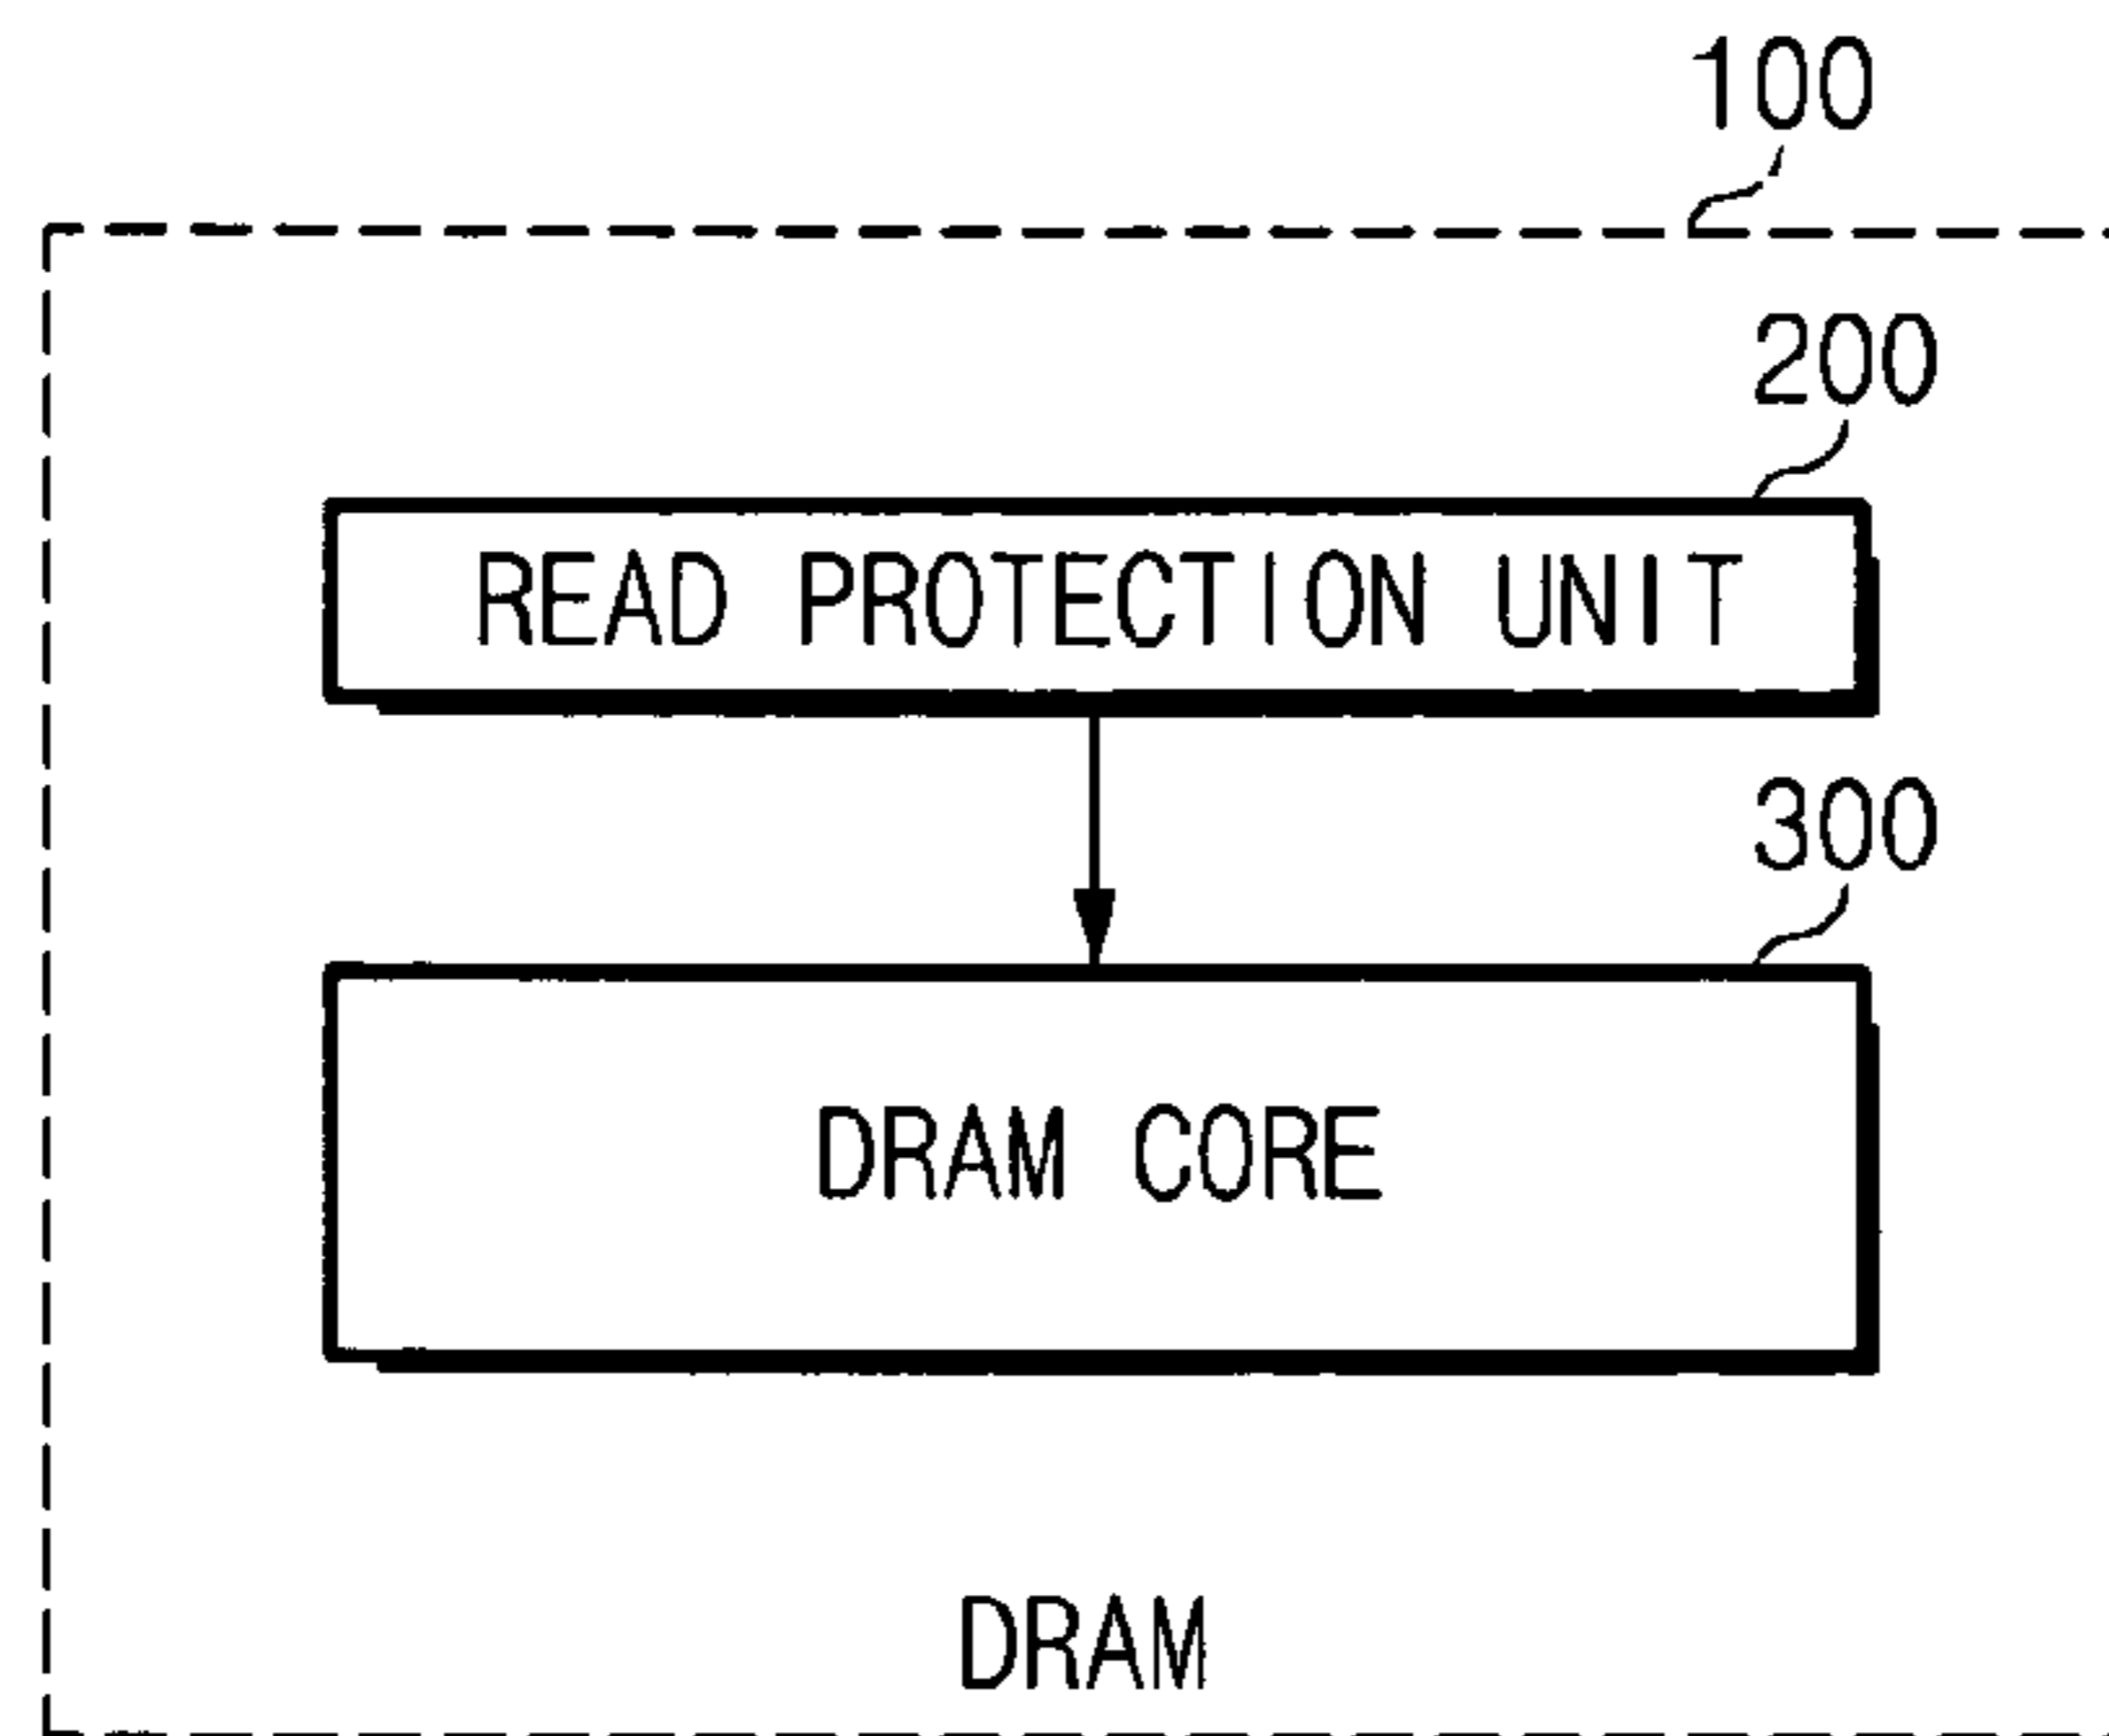 100
200
READ PROTECTION UNIT
300
DRAM CORE
DRAM